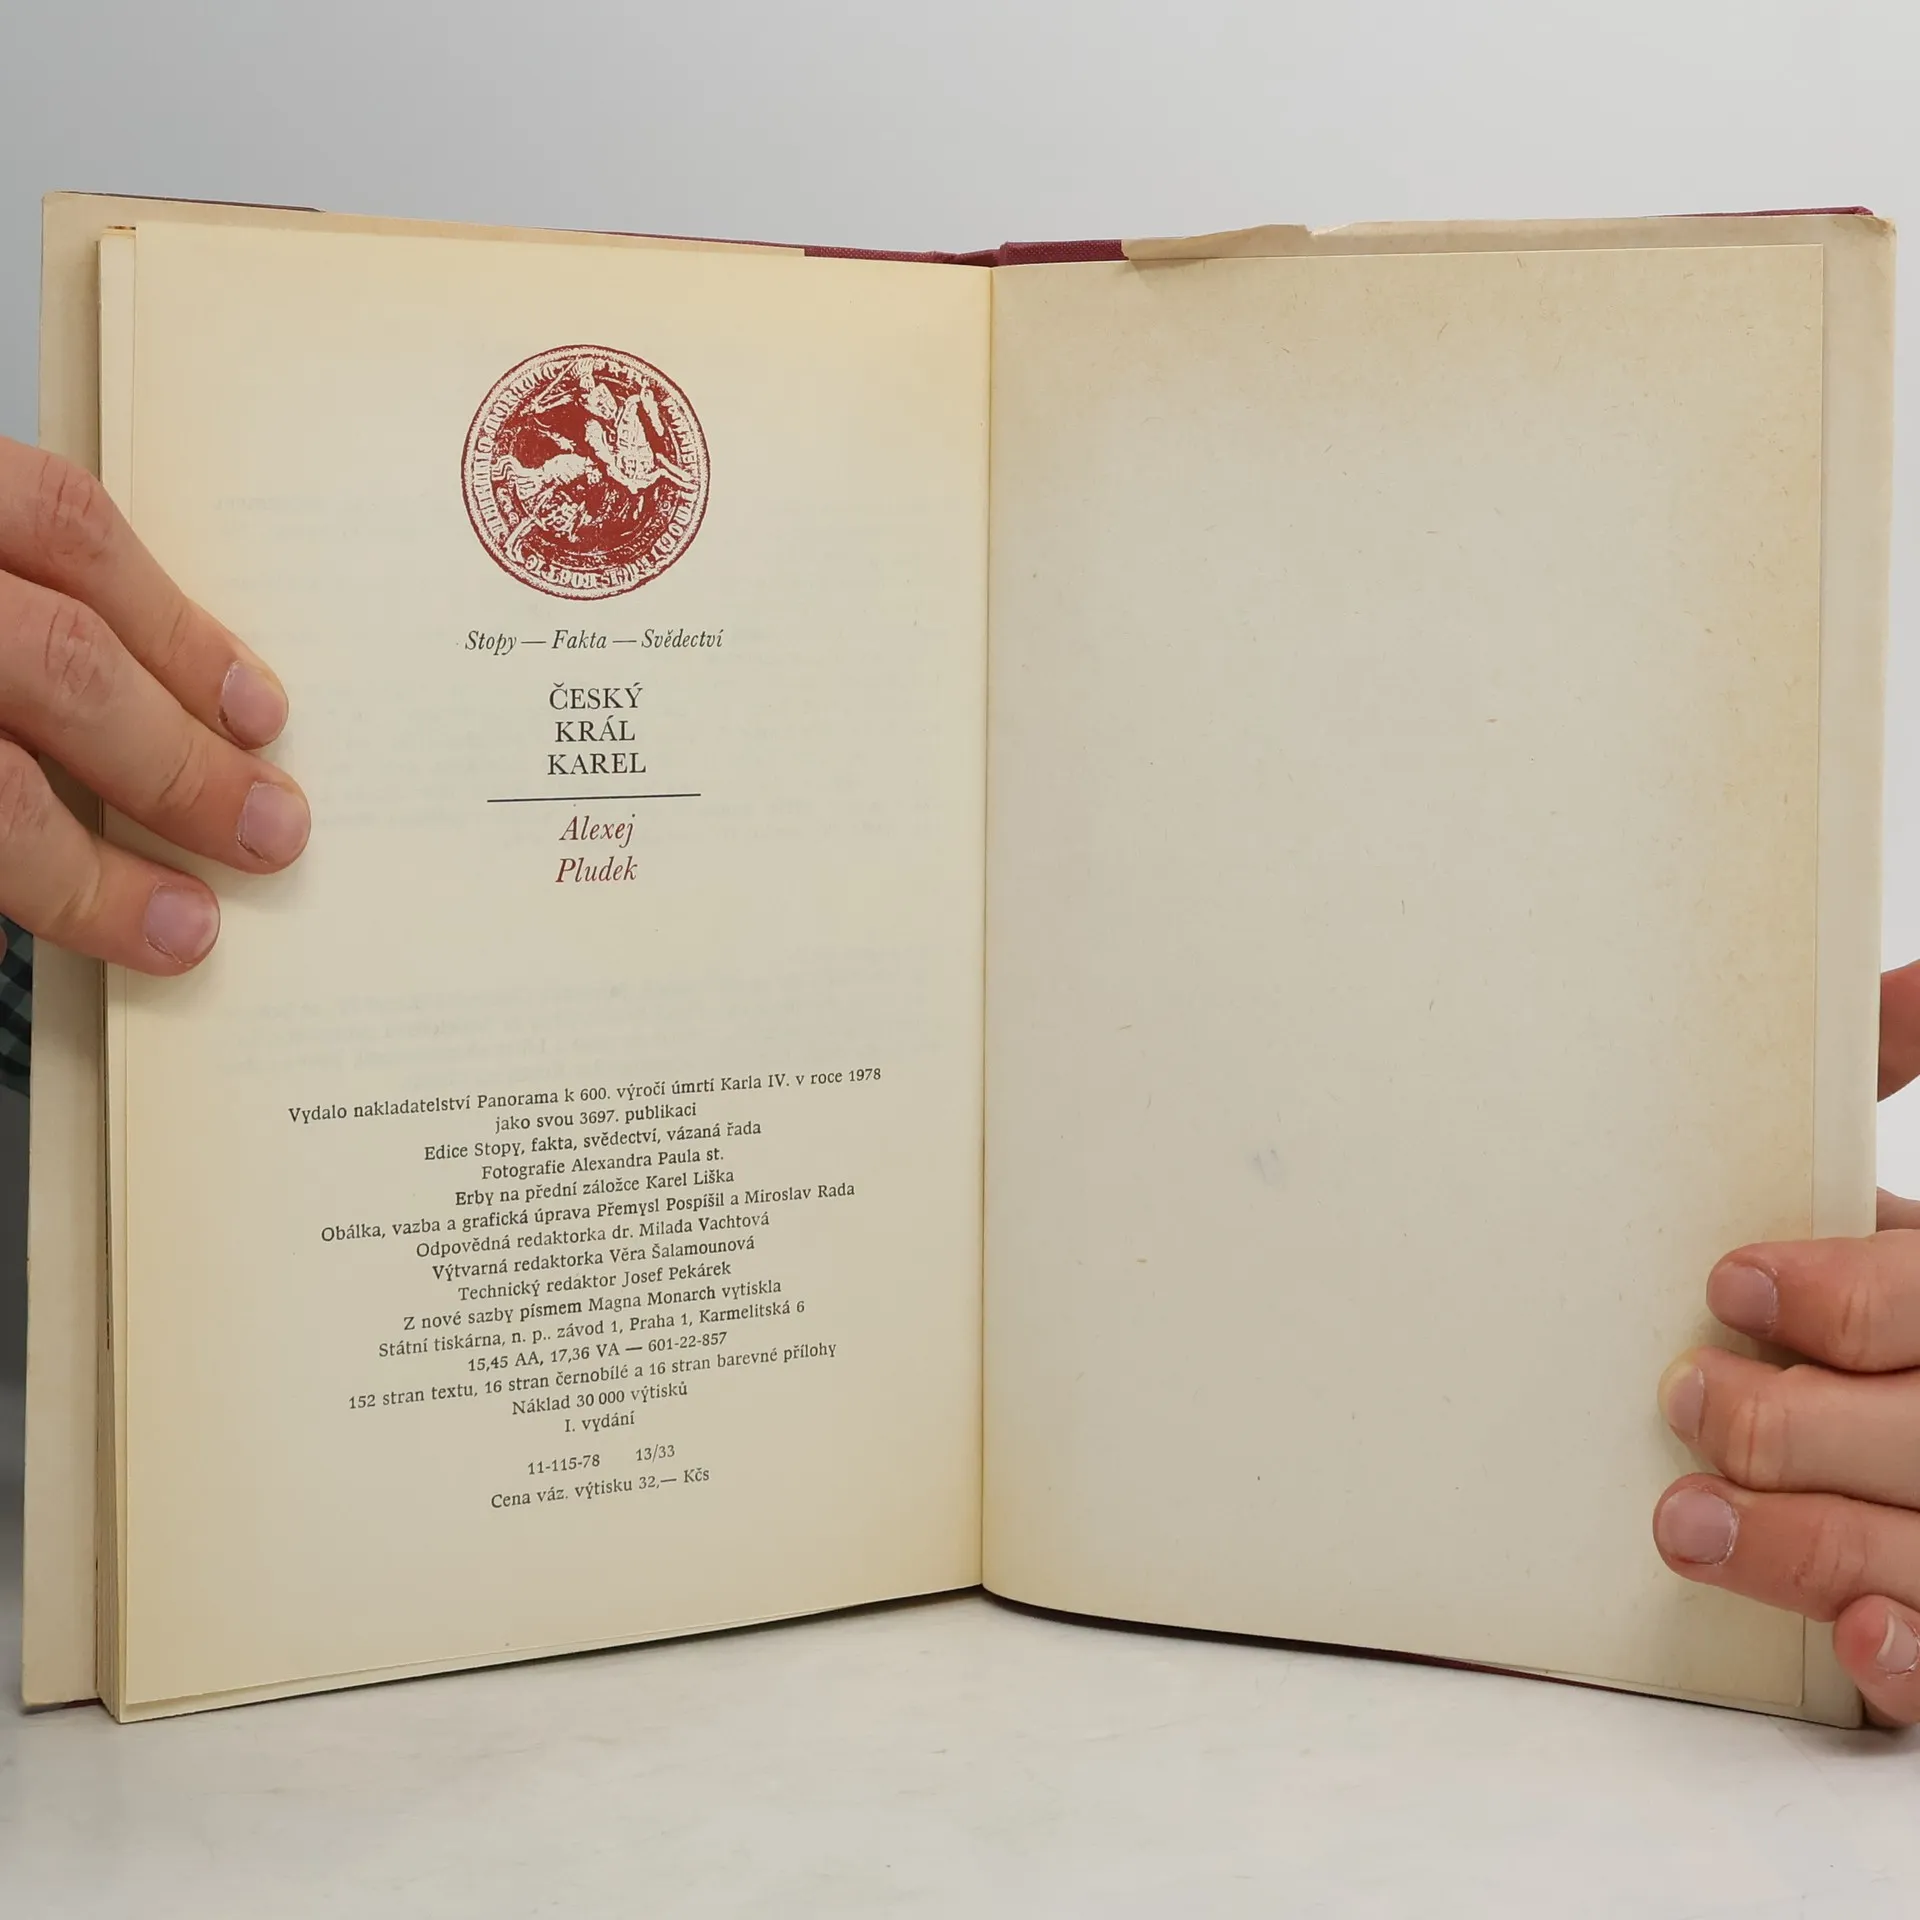 Stopy — Fakta — Svědectví
ČESKÝ
KRÁL
KAREL
Alexej
Pludek
Vydalo nakladatelství Panorama k 600. výročí úmrtí Karla IV. v roce 1978
jako svou 3697. publikaci
Edice Stopy, fakta, svědectví, vázaná řada
Fotografie Alexandra Paula st.
Erby na přední záložce Karel Liška
Obálka, vazba a grafická úprava Přemysl Pospíšil a Miroslav Rada
Odpovědná redaktorka dr. Milada Vachtová
Výtvarná redaktorka Věra Šalamounová
Technický redaktor Josef Pekárek
Z nové sazby písmem Magna Monarch vytiskla
Státní tiskárna, n. p.. závod 1, Praha 1, Karmelitská 6
15,45 AA, 17,36 VA — 601-22-857
152 stran textu, 16 stran černobílé a 16 stran barevné přílohy
Náklad 30 000 výtisků
I. vydání
11-115-78 13/33
Cena váz. výtisku 32,— Kčs